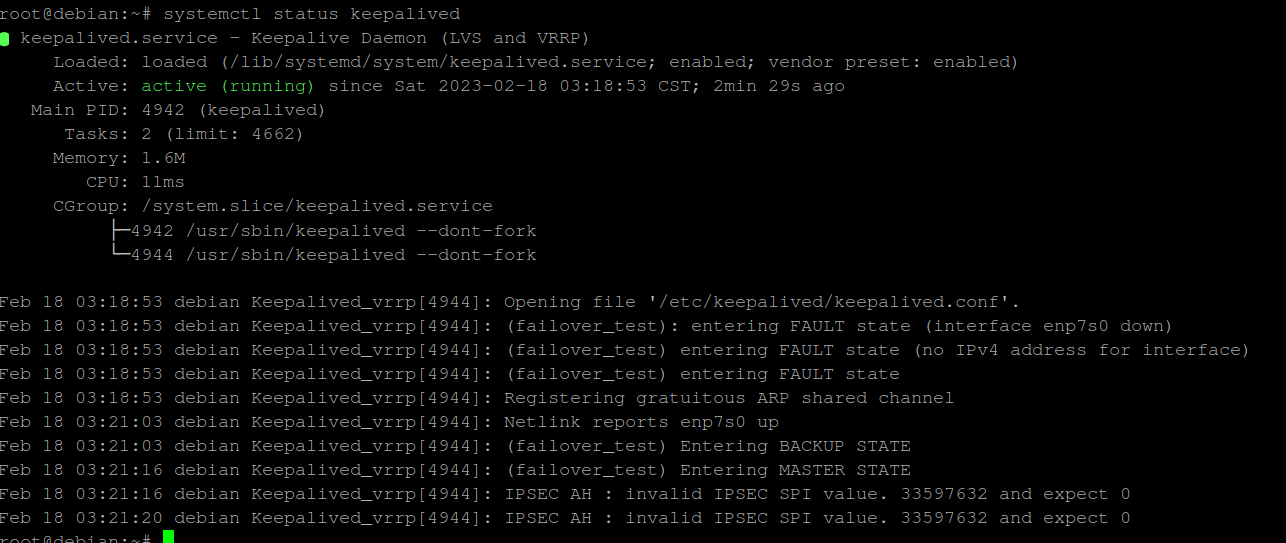 root@debian:~# systemctl status keepalived
● keepalived.service - Keepalive Daemon (LVS and VRRP)
Loaded: loaded (/lib/systemd/system/keepalived.service; enabled; vendor preset: enabled)
Active: active (running) since Sat 2023-02-18 03:18:53 CST; 2min 29s ago
Main PID: 4942 (keepalived)
Tasks: 2 (limit: 4662)
Memory: 1.6M
CPU: 11ms
CGroup: /system.slice/keepalived.service
├─4942 /usr/sbin/keepalived --dont-fork
└─4944 /usr/sbin/keepalived --dont-fork
Feb 18 03:18:53 debian Keepalived_vrrp[4944]: Opening file '/etc/keepalived/keepalived.conf'.
Feb 18 03:18:53 debian Keepalived_vrrp[4944]: (failover_test): entering FAULT state (interface enp7s0 down)
Feb 18 03:18:53 debian Keepalived_vrrp[4944]: (failover_test) entering FAULT state (no IPv4 address for interface)
Feb 18 03:18:53 debian Keepalived_vrrp[4944]: (failover_test) entering FAULT state
Feb 18 03:18:53 debian Keepalived_vrrp[4944]: Registering gratuitous ARP shared channel
Feb 18 03:21:03 debian Keepalived_vrrp[4944]: Netlink reports enp7s0 up
Feb 18 03:21:03 debian Keepalived_vrrp[4944]: (failover_test) Entering BACKUP STATE
Feb 18 03:21:16 debian Keepalived_vrrp[4944]: (failover_test) Entering MASTER STATE
Feb 18 03:21:16 debian Keepalived_vrrp[4944]: IPSEC AH : invalid IPSEC SPI value. 33597632 and expect 0
Feb 18 03:21:20 debian Keepalived_vrrp[4944]: IPSEC AH : invalid IPSEC SPI value. 33597632 and expect 0
root@debian:~#